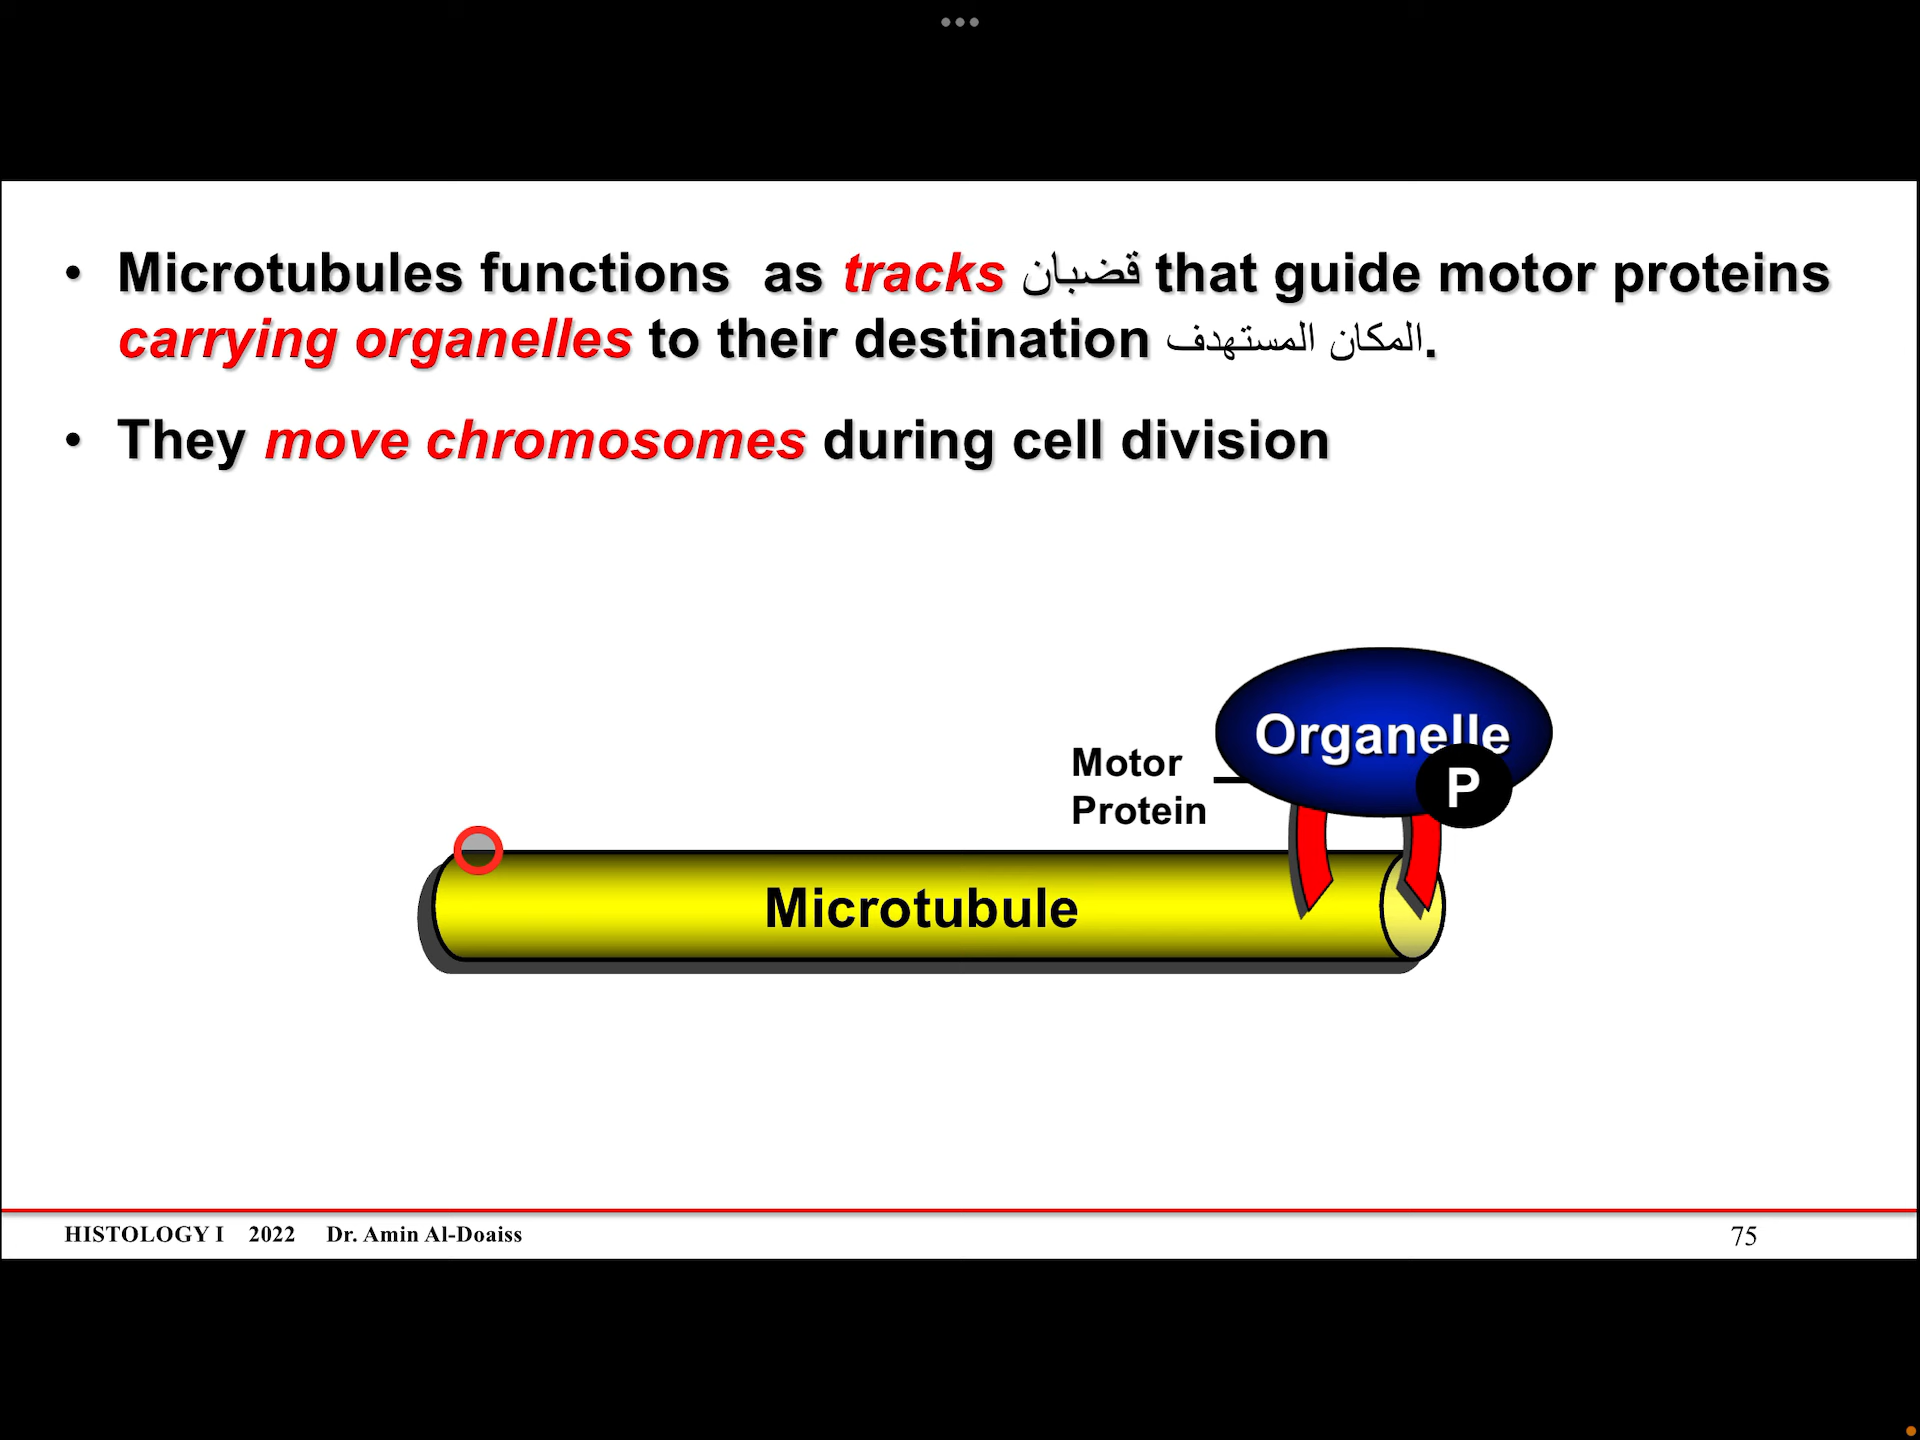 • Microtubules functions  as tracks قضبان that guide motor proteins
carrying organelles to their destination المكان المستهدف.
• They move chromosomes during cell division
Organelle
P
Motor
Protein
Microtubule
HISTOLOGY I 2022 Dr. Amin Al-Doaiss
75